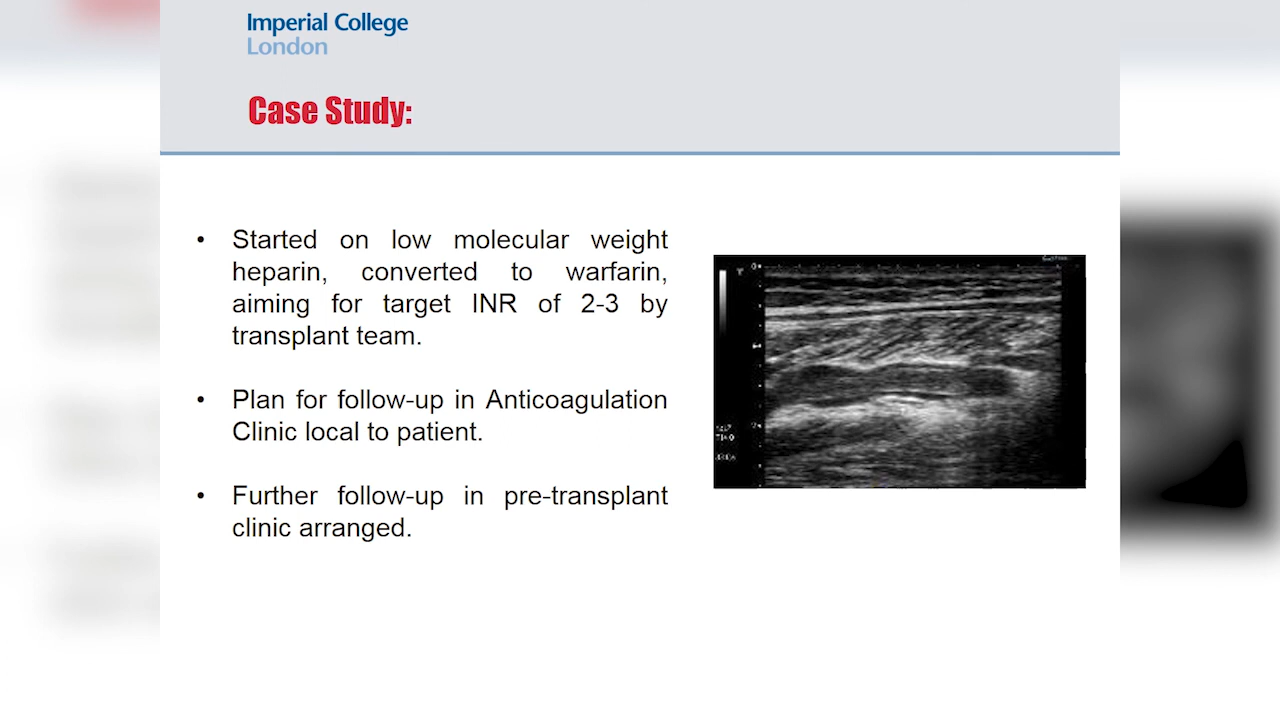 Imperial College
London
Case Study:
• Started on low molecular weight
heparin, converted to warfarin,
aiming for target INR of 2-3 by
transplant team.
• Plan for follow-up in Anticoagulation
Clinic local to patient.
• Further follow-up in pre-transplant
clinic arranged.